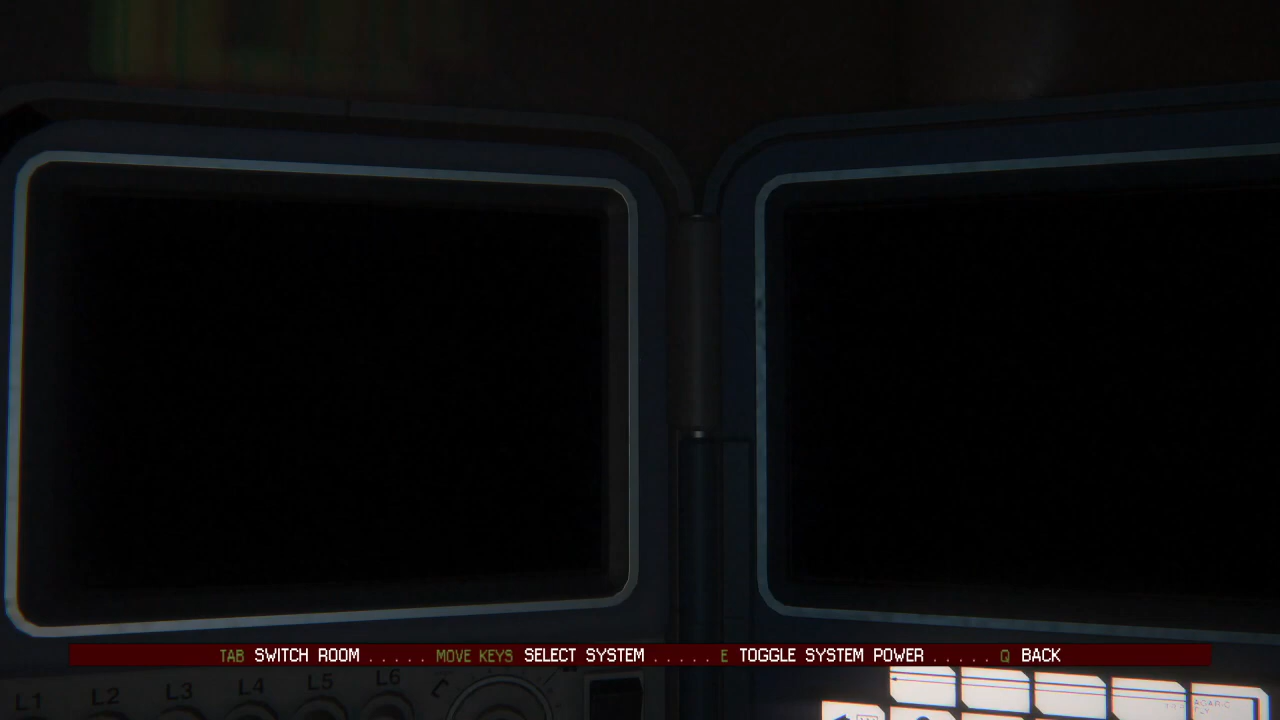 TAB SWITCH ROOM ..... MOVE KEYS SELECT SYSTEM ..... E TOGGLE SYSTEM POWER ..... Q BACK
L1 L2 L3 L4 L5 L6